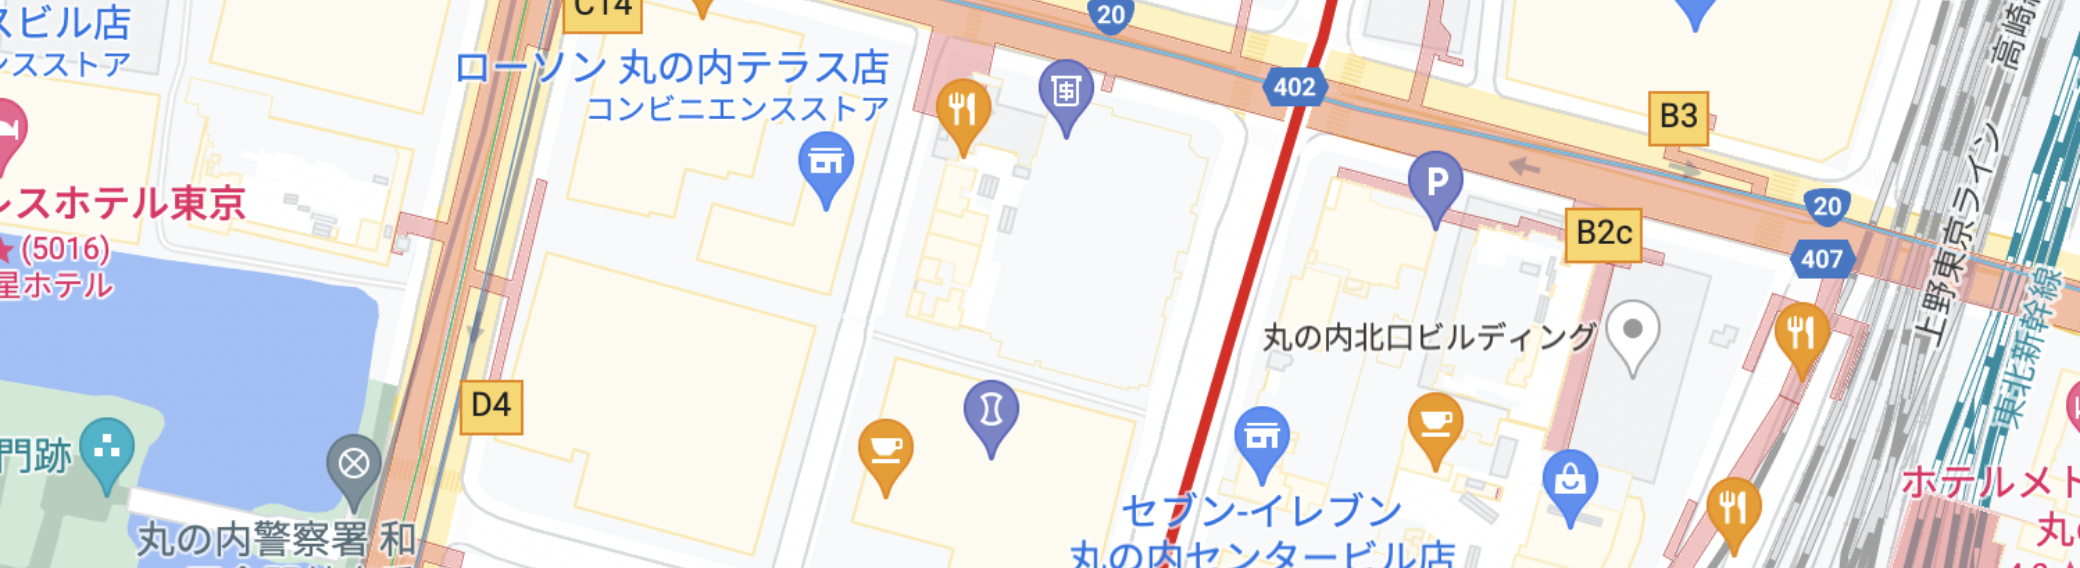 C14
20
スビル店
ンスストア
ローソン 丸の内テラス店
コンビニエンスストア
402
B3
P
20
B2c
407
高崎線
上野東京ライン
東北新幹線
レスホテル東京
(5016)
星ホテル
丸の内北口ビルディング
D4
門跡
丸の内警察署 和
セブン-イレブン
丸の内センタービル店
ホテルメト
丸の